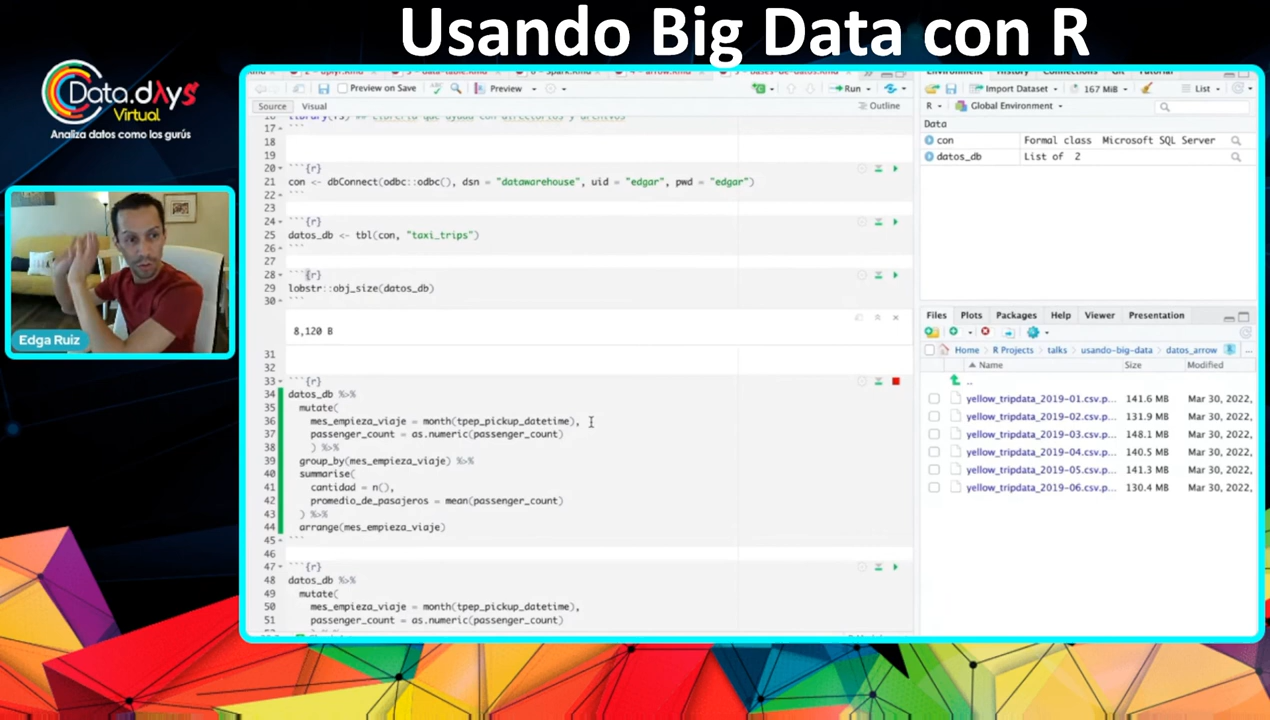 Usando Big Data con R
Data.dAys
Virtual
Analiza datos como los gurús
Edga Ruiz
Preview on Save
Preview
Run
Source
Visual
Outline
17
18
19
20 ```{r}
21 con <- dbConnect(odbc::odbc(), dsn = "datawarehouse", uid = "edgar", pwd = "edgar")
22 ```
23
24 ```{r}
25 datos_db <- tbl(con, "taxi_trips")
26 ```
27
28 ```{r}
29 lobstr::obj_size(datos_db)
30 ```
8,120 B
31
32
33 ```{r}
34 datos_db %>%
35 mutate(
36 mes_empieza_viaje = month(tpep_pickup_datetime),
37 passenger_count = as.numeric(passenger_count)
38 ) %>%
39 group_by(mes_empieza_viaje) %>%
40 summarise(
41 cantidad = n(),
42 promedio_de_pasajeros = mean(passenger_count)
43 ) %>%
44 arrange(mes_empieza_viaje)
45 ```
46
47 ```{r}
48 datos_db %>%
49 mutate(
50 mes_empieza_viaje = month(tpep_pickup_datetime),
51 passenger_count = as.numeric(passenger_count)
Environment History Connections Git Tutorial
Import Dataset 167 MiB List
R Global Environment
Data
con Formal class Microsoft SQL Server
datos_db List of 2
Files Plots Packages Help Viewer Presentation
Home R Projects talks usando-big-data datos_arrow ...
Name Size Modified
..
yellow_tripdata_2019-01.csv.p... 141.6 MB Mar 30, 2022,
yellow_tripdata_2019-02.csv.p... 131.9 MB Mar 30, 2022,
yellow_tripdata_2019-03.csv.p... 148.1 MB Mar 30, 2022,
yellow_tripdata_2019-04.csv.p... 140.5 MB Mar 30, 2022,
yellow_tripdata_2019-05.csv.p... 141.3 MB Mar 30, 2022,
yellow_tripdata_2019-06.csv.p... 130.4 MB Mar 30, 2022,